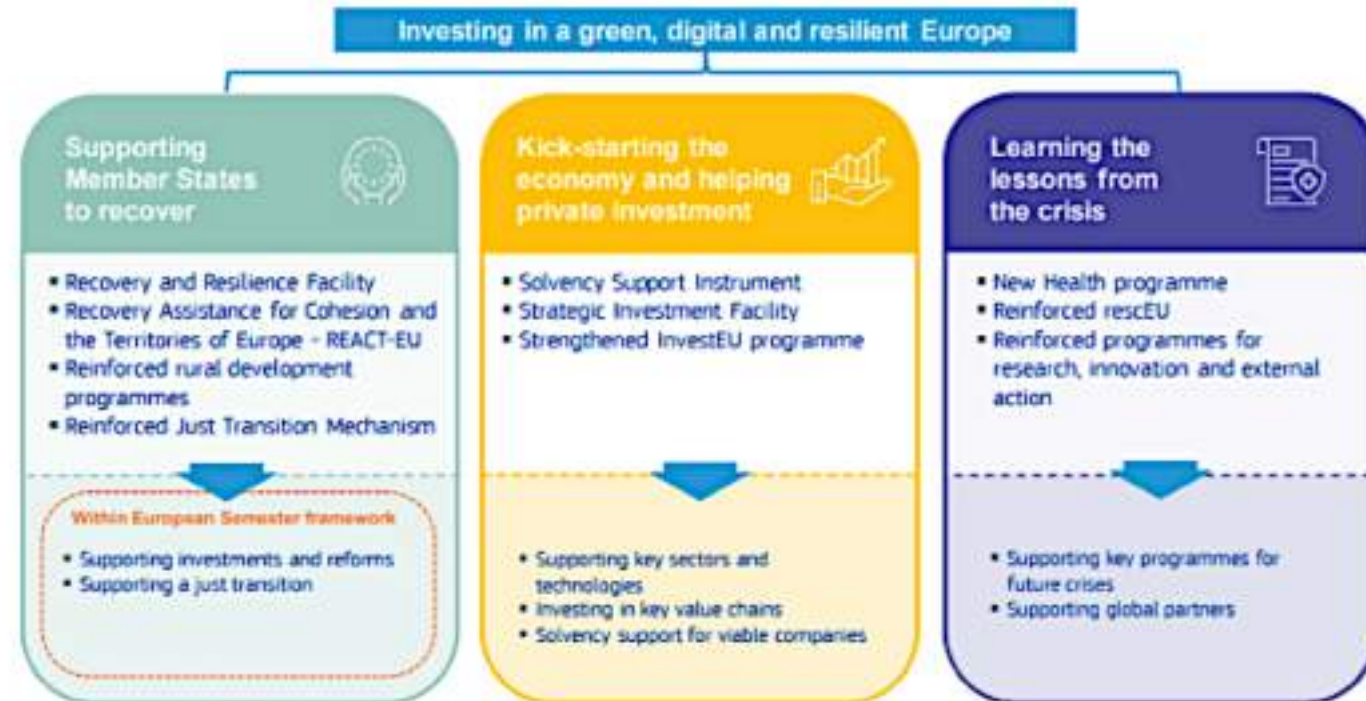 Investing in a green, digital and resilient Europe
Supporting
Member States
to recover
▪ Recovery and Resilience Facility
▪ Recovery Assistance for Cohesion and
the Territories of Europe - REACT-EU
▪ Reinforced rural development
programmes
▪ Reinforced Just Transition Mechanism
Within European Semester framework
▪ Supporting investments and reforms
▪ Supporting a just transition
Kick-starting the
economy and helping
private investment
▪ Solvency Support Instrument
▪ Strategic Investment Facility
▪ Strengthened InvestEU programme
▪ Supporting key sectors and
technologies
▪ Investing in key value chains
▪ Solvency support for viable companies
Learning the
lessons from
the crisis
▪ New Health programme
▪ Reinforced rescEU
▪ Reinforced programmes for
research, innovation and external
action
▪ Supporting key programmes for
future crises
▪ Supporting global partners